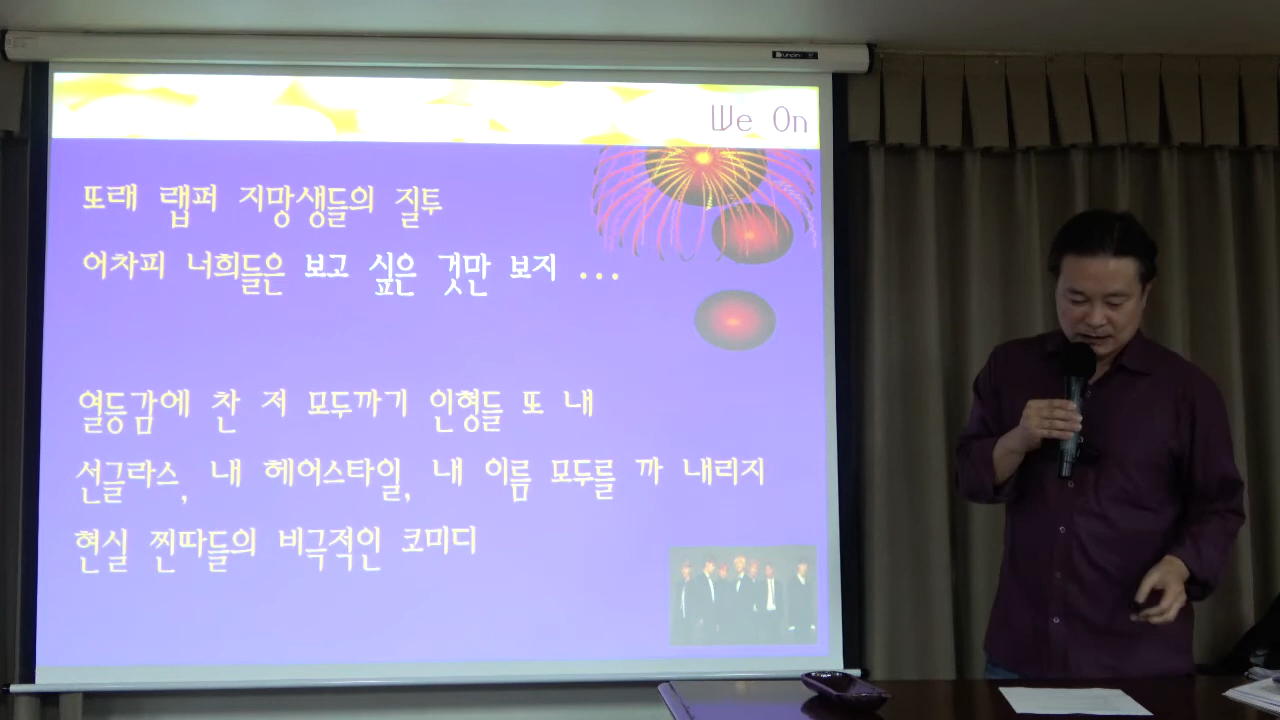 We On
또래 랩퍼 지망생들의 질투
어차피 너희들은 보고 싶은 것만 보지 ...
열등감에 찬 저 모두까기 인형들 또 내
선글라스, 내 헤어스타일, 내 이름 모두를 까 내리지
현실 찐따들의 비극적인 코미디